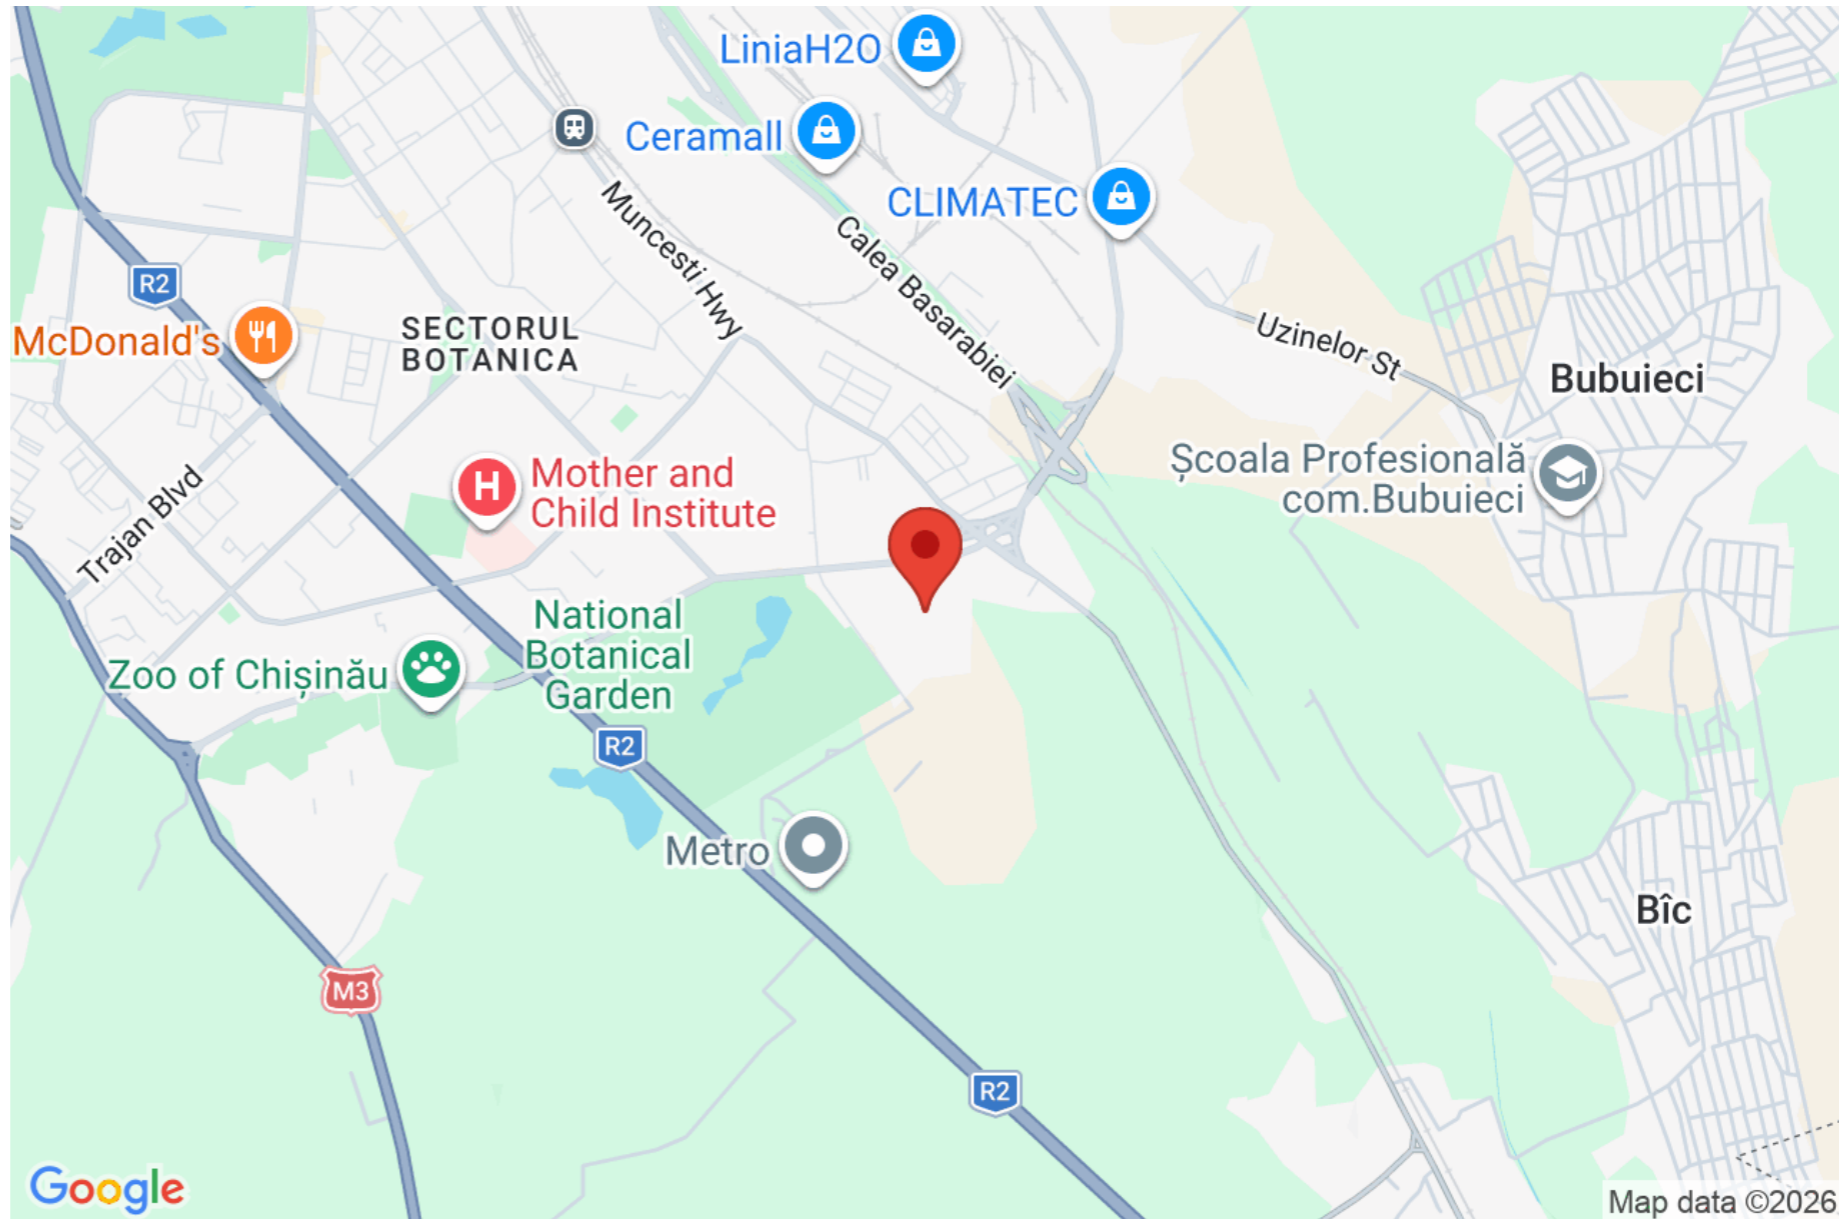 LiniaH2O
Ceramall
CLIMATEC
Muncesti Hwy
Calea Basarabiei
R2
McDonald's
SECTORUL
BOTANICA
Uzinelor St
Bubuieci
Trajan Blvd
H
Mother and
Child Institute
Școala Profesională
com.Bubuieci
National
Botanical
Garden
Zoo of Chișinău
R2
Metro
Bîc
M3
R2
Google
Map data ©2026